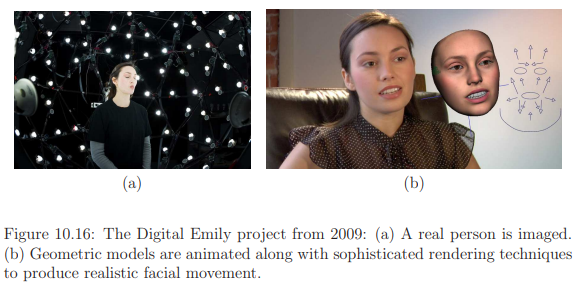 (a)
(b)
Figure 10.16: The Digital Emily project from 2009: (a) A real person is imaged.
(b) Geometric models are animated along with sophisticated rendering techniques
to produce realistic facial movement.